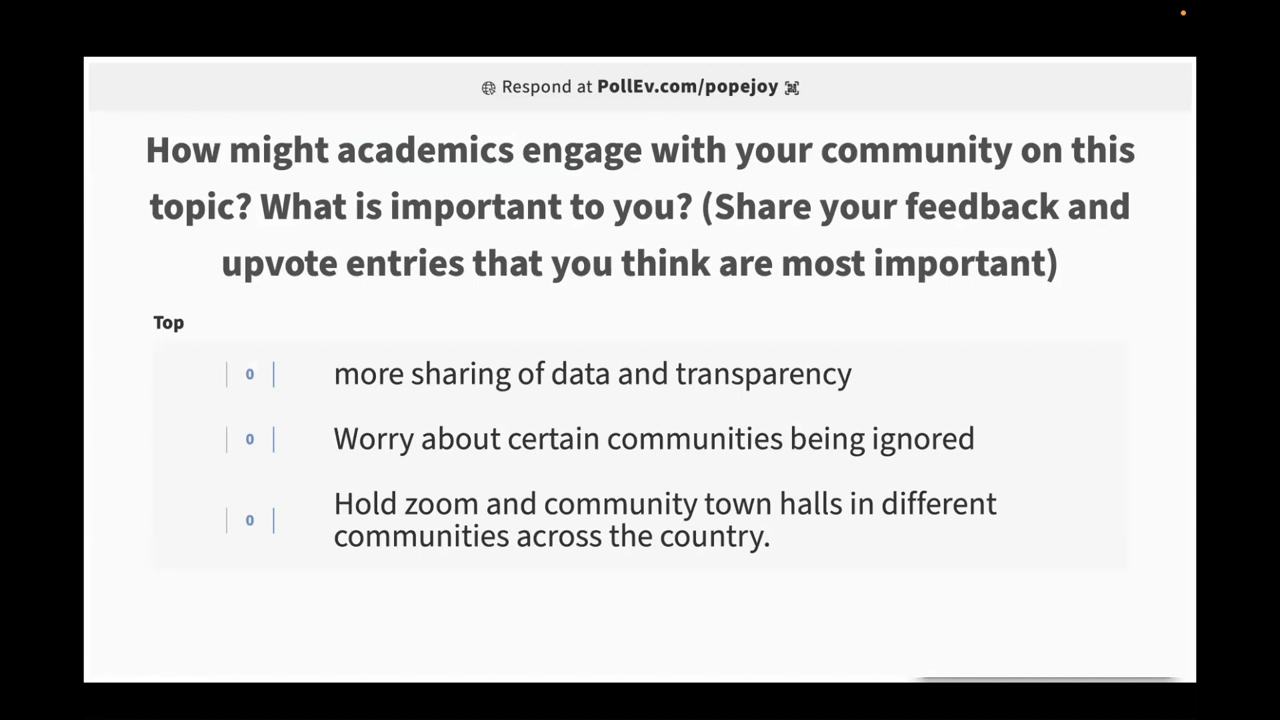 Respond at PollEv.com/popejoy
How might academics engage with your community on this
topic? What is important to you? (Share your feedback and
upvote entries that you think are most important)
Top
0 more sharing of data and transparency
0 Worry about certain communities being ignored
0 Hold zoom and community town halls in different
communities across the country.